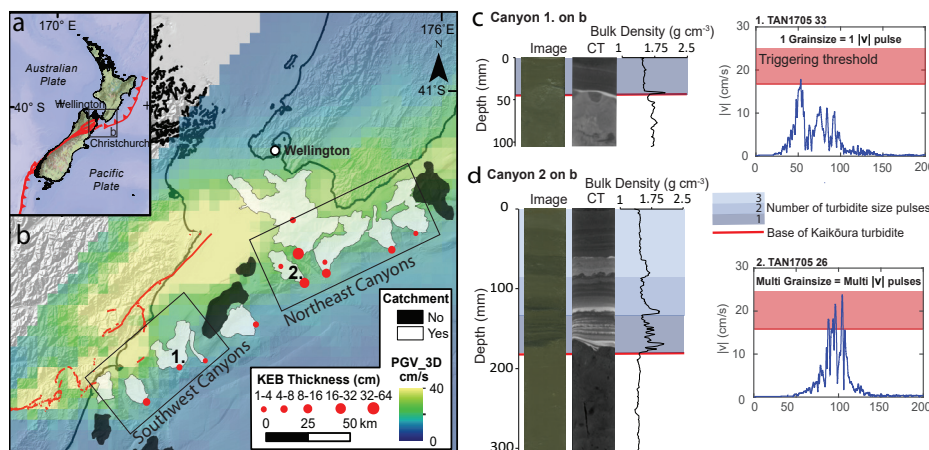 a
170° E
Australian
Plate
40° S
Wellington
b
Christchurch
Pacific
Plate
176° E
N
41°S
Wellington
b
2.
Northeast Canyons
1.
Southwest Canyons
Catchment
No
Yes
PGV_3D
cm/s
40
0
KEB Thickness (cm)
1-4 4-8 8-16 16-32 32-64
0 25 50 km
c Canyon 1. on b
Bulk Density (g cm⁻³)
Image CT 1 1.75 2.5
Depth (mm)
0
50
100
d Canyon 2 on b
Bulk Density (g cm⁻³)
Image CT 1 1.75 2.5
Depth (mm)
0
100
200
300
1. TAN1705 33
1 Grainsize = 1 |v| pulse
Triggering threshold
|v| (cm/s)
30
20
10
0
0 50 100 150 200
3
2 Number of turbidite size pulses
1
Base of Kaikōura turbidite
2. TAN1705 26
Multi Grainsize = Multi |v| pulses
|v| (cm/s)
30
20
10
0
0 50 100 150 200